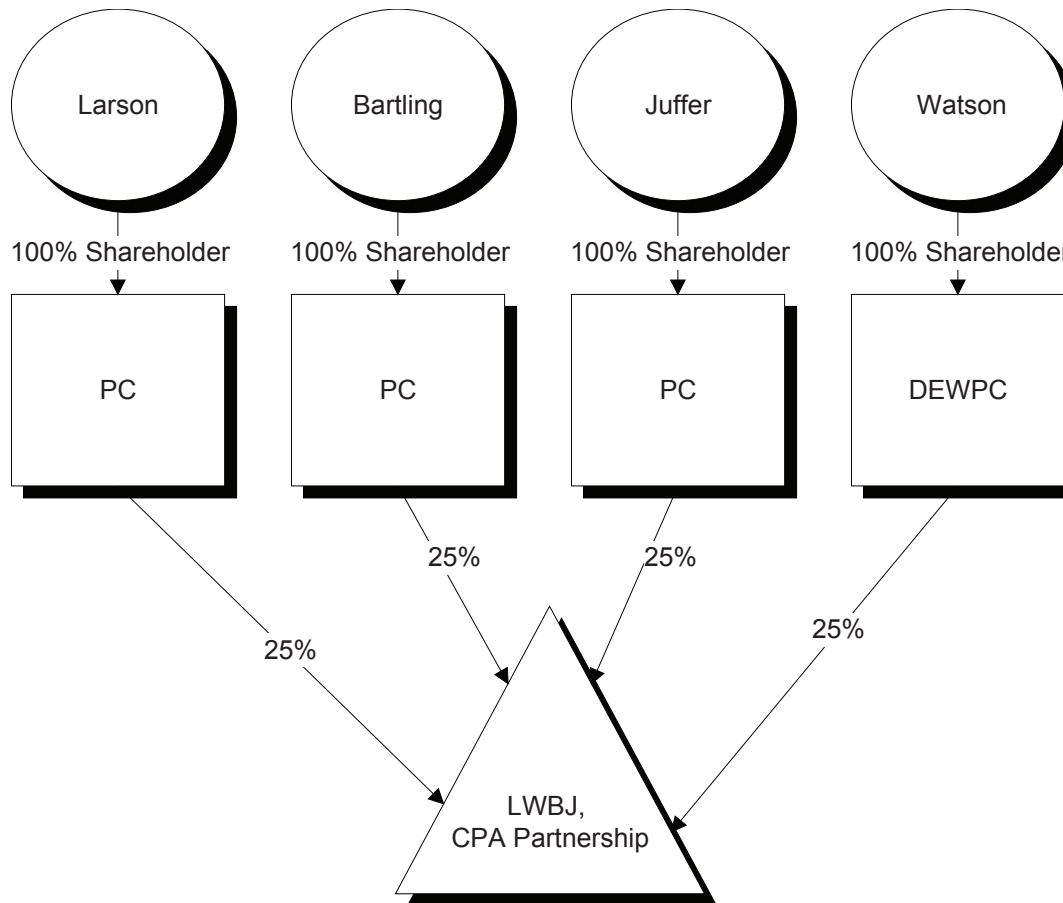 Larson
Bartling
Juffer
Watson
100% Shareholder
100% Shareholder
100% Shareholder
100% Shareholder
PC
PC
PC
DEWPC
25%
25%
25%
25%
LWBJ,
CPA Partnership